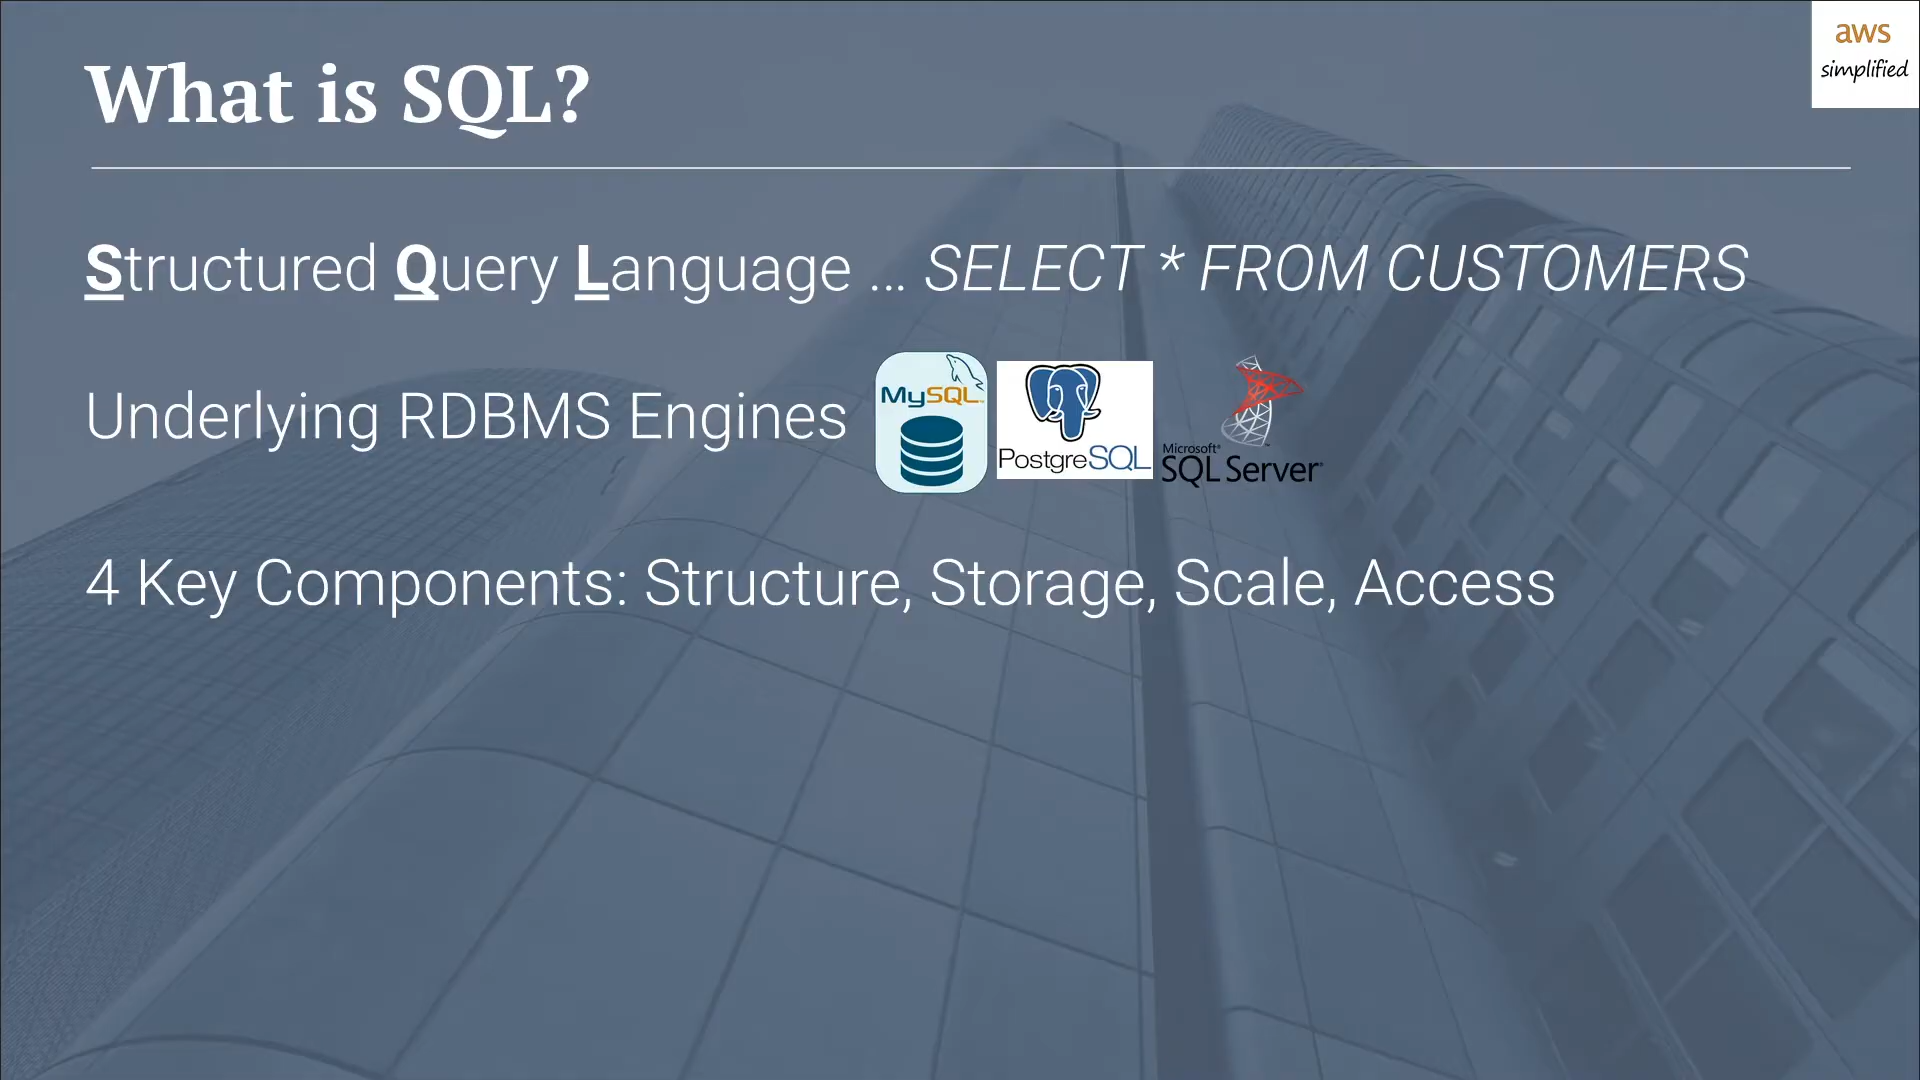 What is SQL?
aws
simplified
Structured Query Language ... SELECT * FROM CUSTOMERS
Underlying RDBMS Engines
MySQL
PostgreSQL
Microsoft
SQL Server
4 Key Components: Structure, Storage, Scale, Access